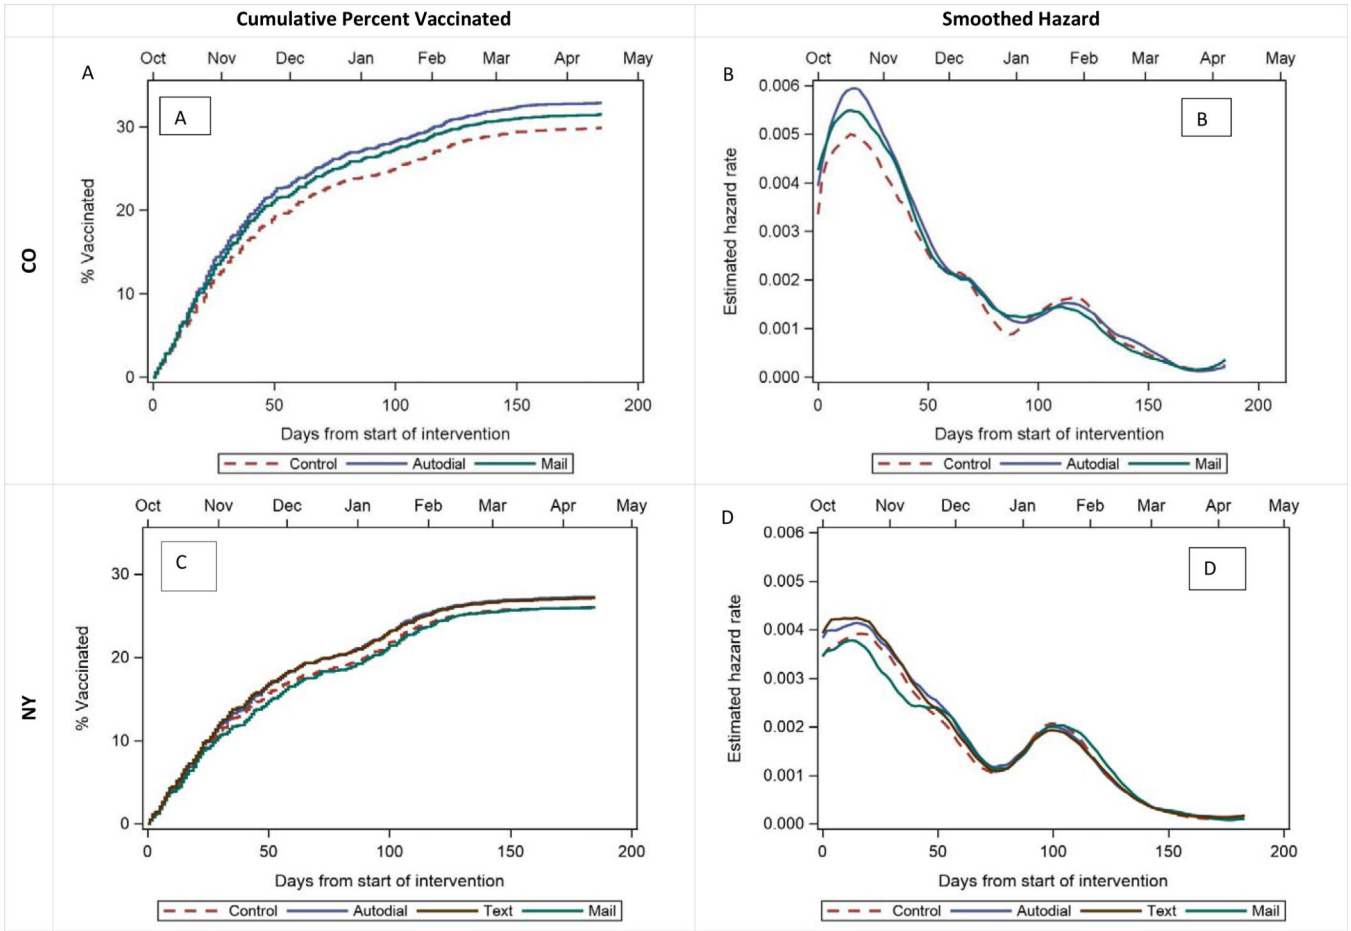 Cumulative Percent Vaccinated
Smoothed Hazard
CO
A
Oct Nov Dec Jan Feb Mar Apr May
A
% Vaccinated
30
20
10
0
0 50 100 150 200
Days from start of intervention
Control Autodial Mail
B
Oct Nov Dec Jan Feb Mar Apr May
B
Estimated hazard rate
0.006
0.005
0.004
0.003
0.002
0.001
0.000
0 50 100 150 200
Days from start of intervention
Control Autodial Mail
NY
Oct Nov Dec Jan Feb Mar Apr May
C
% Vaccinated
30
20
10
0
0 50 100 150 200
Days from start of intervention
Control Autodial Text Mail
D
Oct Nov Dec Jan Feb Mar Apr May
D
Estimated hazard rate
0.006
0.005
0.004
0.003
0.002
0.001
0.000
0 50 100 150 200
Days from start of intervention
Control Autodial Text Mail